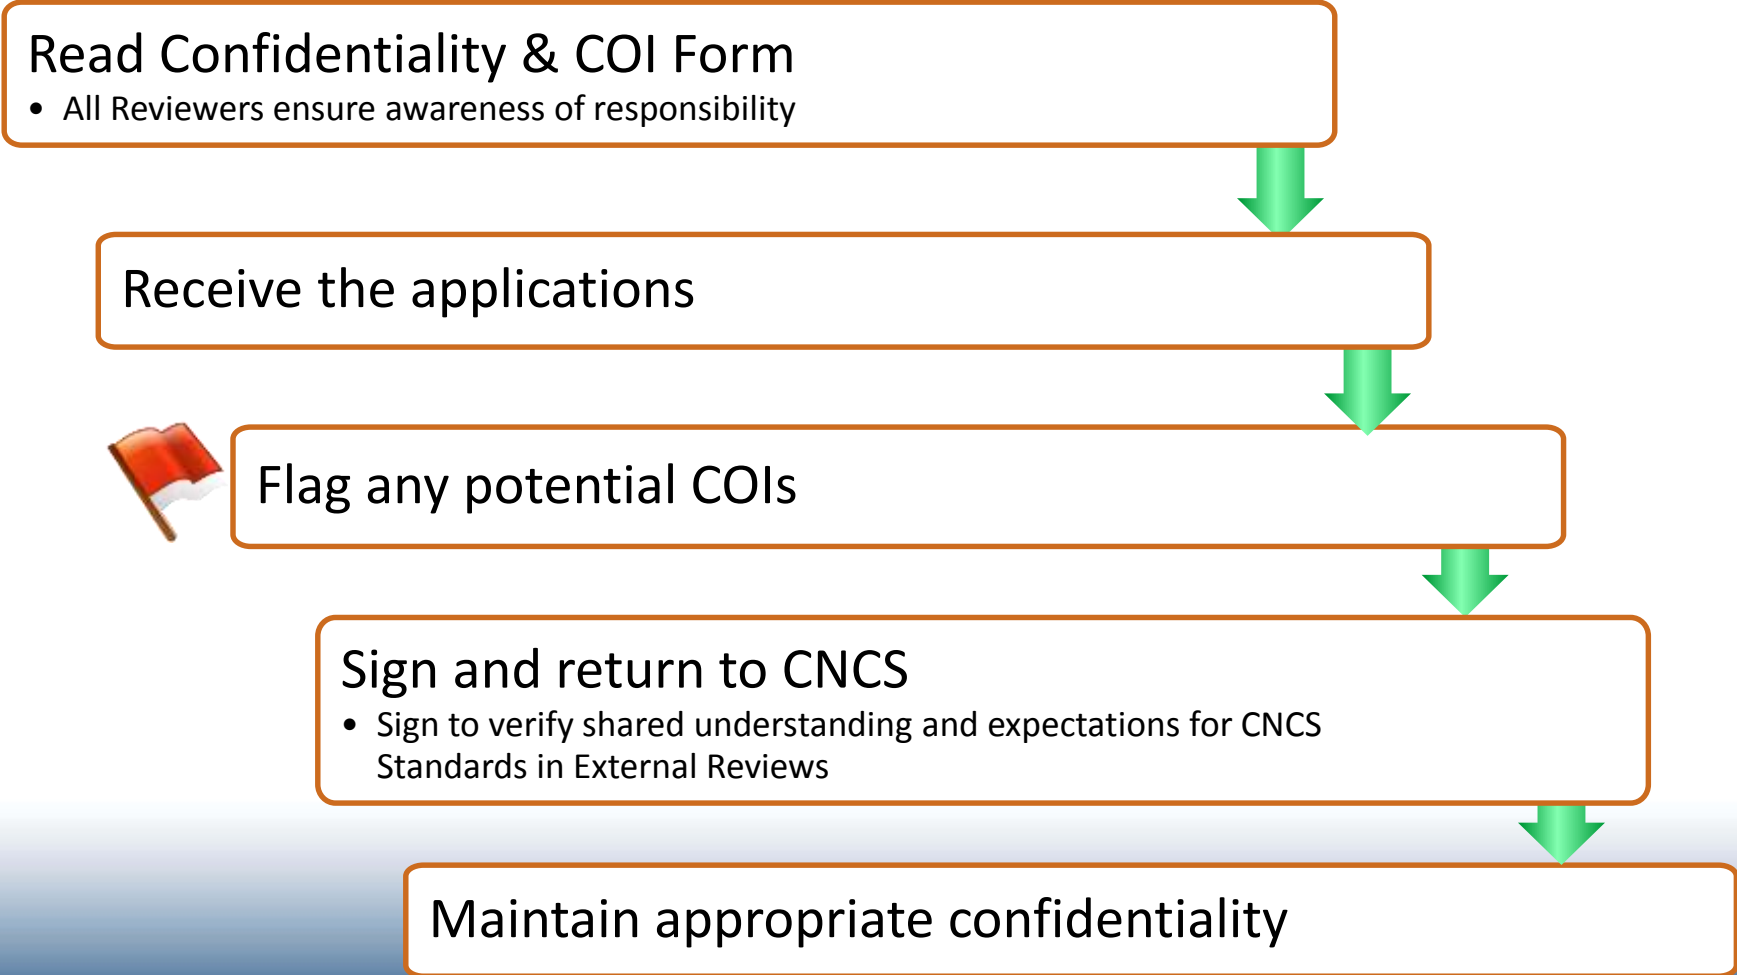 Read Confidentiality & COI Form
• All Reviewers ensure awareness of responsibility
Receive the applications
Flag any potential COIs
Sign and return to CNCS
• Sign to verify shared understanding and expectations for CNCS
Standards in External Reviews
Maintain appropriate confidentiality